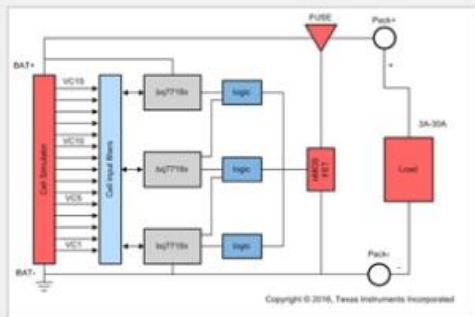 FUSE
Pack+
BAT+
VC15
bq7718x
logic
+
VC10
3A-30A
Cell Simulator
Cell input filters
bq7718x
logic
nMOS FET
Load
VC5
bq7718x
logic
VC1
BAT-
Pack-
-
Copyright © 2016, Texas Instruments Incorporated